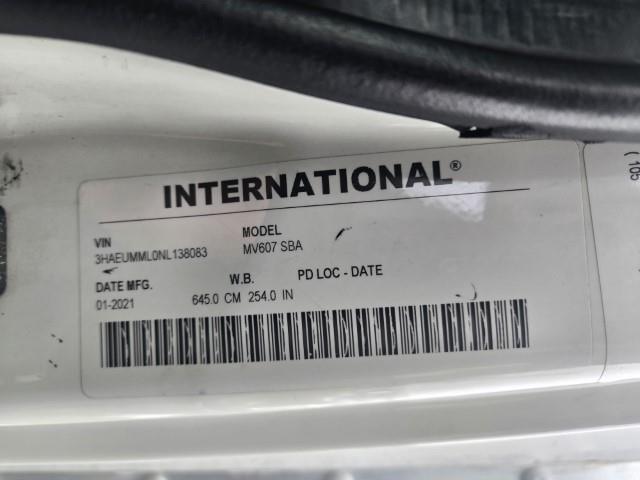 INTERNATIONAL®
VIN MODEL
3HAEUMML0NL138083 MV607 SBA
DATE MFG. W.B. PD LOC - DATE
01-2021 645.0 CM 254.0 IN
( 105